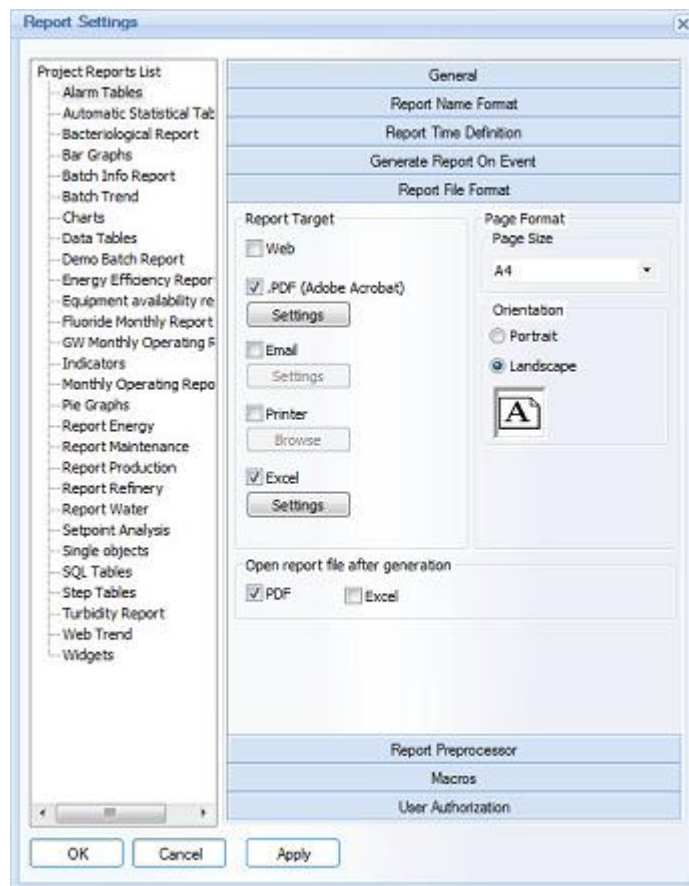 Report Settings
Project Reports List
Alarm Tables
Automatic Statistical Tab
Bacteriological Report
Bar Graphs
Batch Info Report
Batch Trend
Charts
Data Tables
Demo Batch Report
Energy Efficiency Repor
Equipment availability re
Fluoride Monthly Report
GW Monthly Operating R
Indicators
Monthly Operating Repo
Pie Graphs
Report Energy
Report Maintenance
Report Production
Report Refinery
Report Water
Setpoint Analysis
Single objects
SQL Tables
Step Tables
Turbidity Report
Web Trend
Widgets
General
Report Name Format
Report Time Definition
Generate Report On Event
Report File Format
Report Target
Web
.PDF (Adobe Acrobat)
Settings
Email
Settings
Printer
Browse
Excel
Settings
Page Format
Page Size
A4
Orientation
Portrait
Landscape
A
Open report file after generation
PDF Excel
Report Preprocessor
Macros
User Authorization
OK Cancel Apply